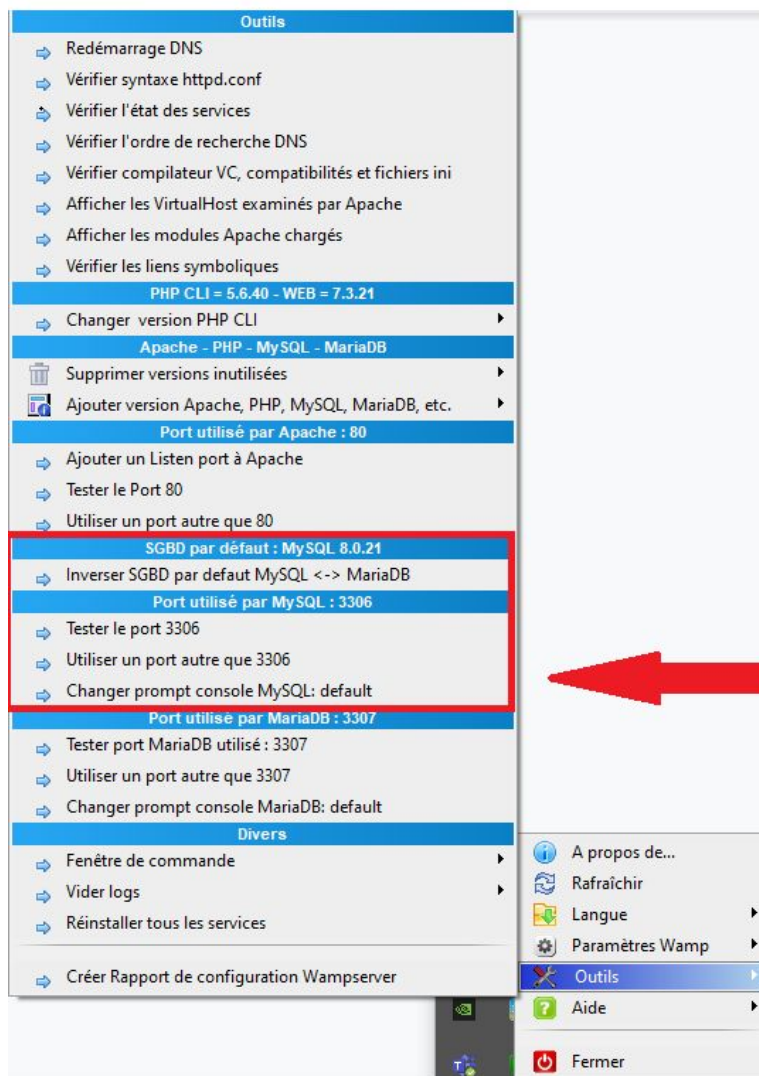 Outils
Redémarrage DNS
Vérifier syntaxe httpd.conf
Vérifier l'état des services
Vérifier l'ordre de recherche DNS
Vérifier compilateur VC, compatibilités et fichiers ini
Afficher les VirtualHost examinés par Apache
Afficher les modules Apache chargés
Vérifier les liens symboliques
PHP CLI = 5.6.40 - WEB = 7.3.21
Changer version PHP CLI
Apache - PHP - MySQL - MariaDB
Supprimer versions inutilisées
Ajouter version Apache, PHP, MySQL, MariaDB, etc.
Port utilisé par Apache : 80
Ajouter un Listen port à Apache
Tester le Port 80
Utiliser un port autre que 80
SGBD par défaut : MySQL 8.0.21
Inverser SGBD par defaut MySQL <-> MariaDB
Port utilisé par MySQL : 3306
Tester le port 3306
Utiliser un port autre que 3306
Changer prompt console MySQL: default
Port utilisé par MariaDB : 3307
Tester port MariaDB utilisé : 3307
Utiliser un port autre que 3307
Changer prompt console MariaDB: default
Divers
Fenêtre de commande
Vider logs
Réinstaller tous les services
Créer Rapport de configuration Wampserver
A propos de...
Rafraîchir
Langue
Paramètres Wamp
Outils
Aide
Fermer